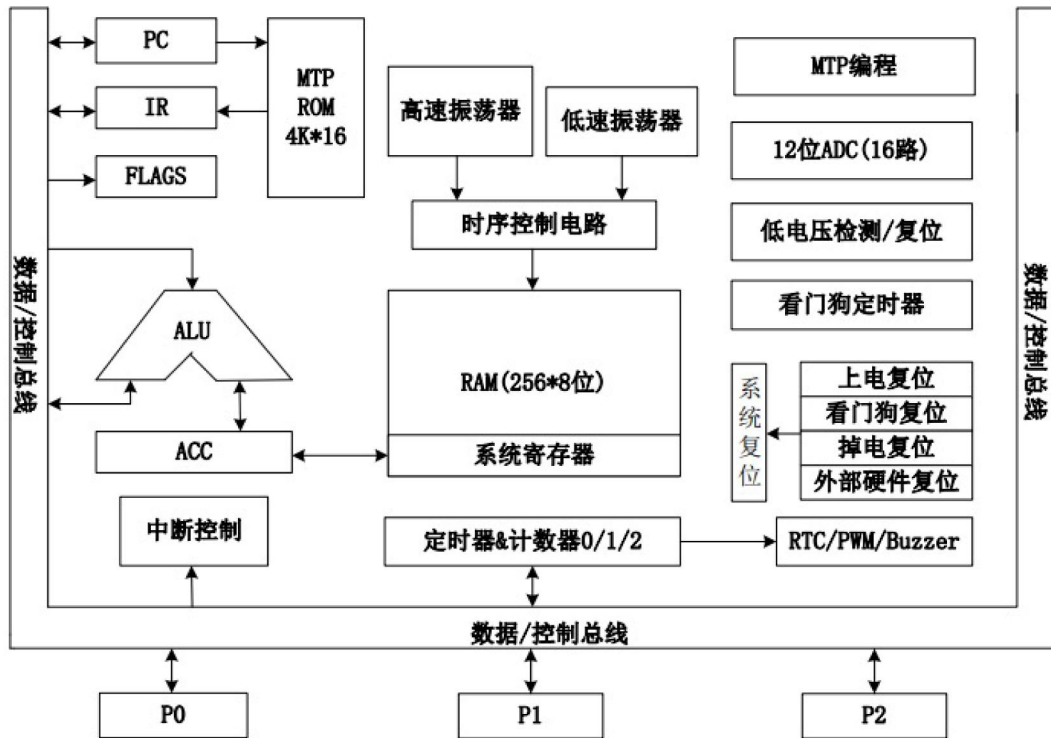 PC
IR
FLAGS
MTP
ROM
4K*16
高速振荡器
低速振荡器
时序控制电路
MTP编程
12位ADC(16路)
低电压检测/复位
看门狗定时器
数据/控制总线
ALU
ACC
RAM(256*8位)
系统寄存器
系统复位
上电复位
看门狗复位
掉电复位
外部硬件复位
数据/控制总线
中断控制
定时器&计数器0/1/2
RTC/PWM/Buzzer
数据/控制总线
P0
P1
P2